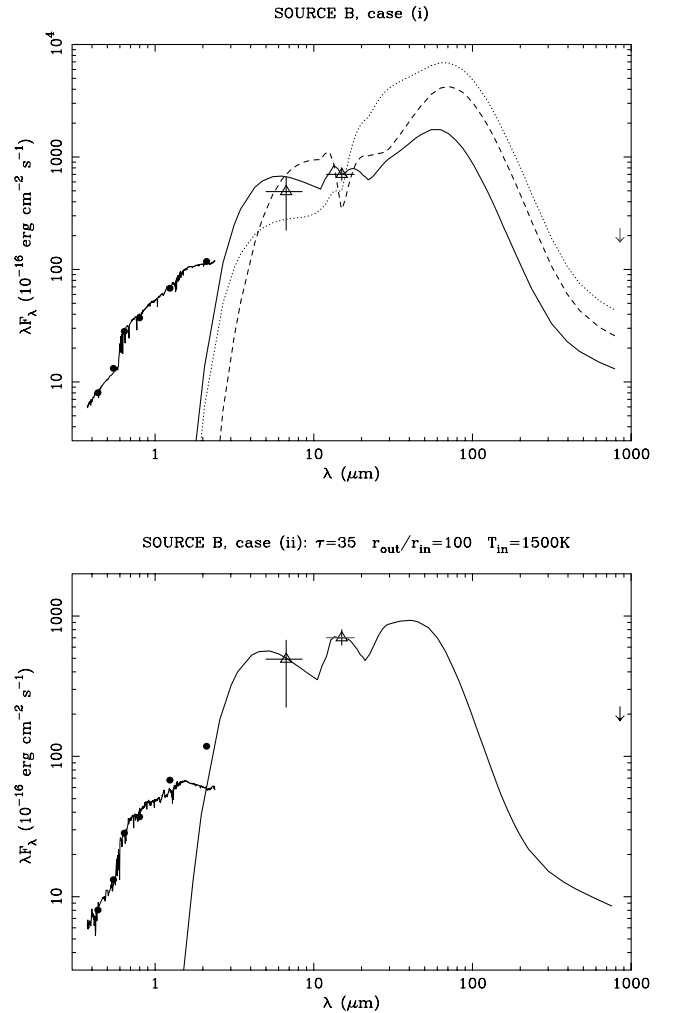 SOURCE B, case (i)
10⁴
1000
100
10
λF_λ (10⁻¹⁶ erg cm⁻² s⁻¹)
1 10 100 1000
λ (μm)
SOURCE B, case (ii): τ=35 r_out/r_in=100 T_in=1500K
1000
100
10
λF_λ (10⁻¹⁶ erg cm⁻² s⁻¹)
1 10 100 1000
λ (μm)